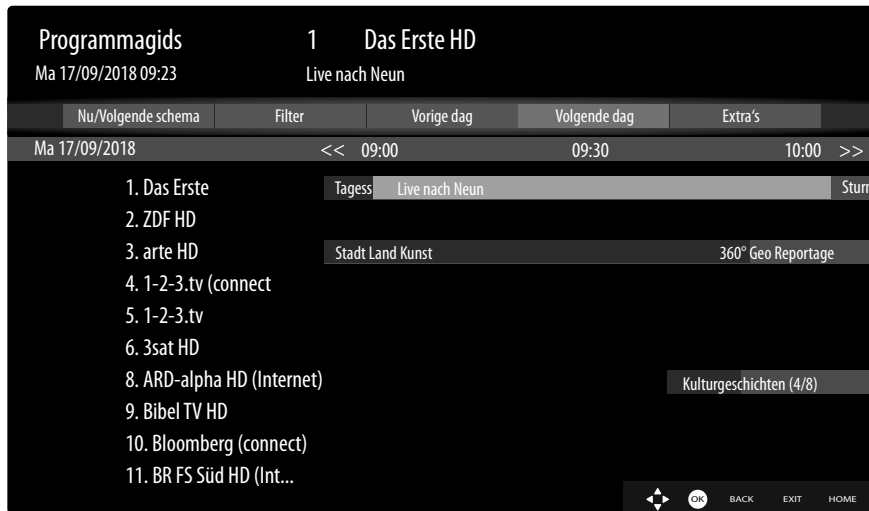 Programmagids 1 Das Erste HD
Ma 17/09/2018 09:23 Live nach Neun
Nu/Volgende schema Filter Vorige dag Volgende dag Extra's
Ma 17/09/2018 << 09:00 09:30 10:00 >>
1. Das Erste Tagess Live nach Neun Sturm
2. ZDF HD
3. arte HD Stadt Land Kunst 360° Geo Reportage
4. 1-2-3.tv (connect
5. 1-2-3.tv
6. 3sat HD
8. ARD-alpha HD (Internet) Kulturgeschichten (4/8)
9. Bibel TV HD
10. Bloomberg (connect)
11. BR FS Süd HD (Int...
OK BACK EXIT HOME